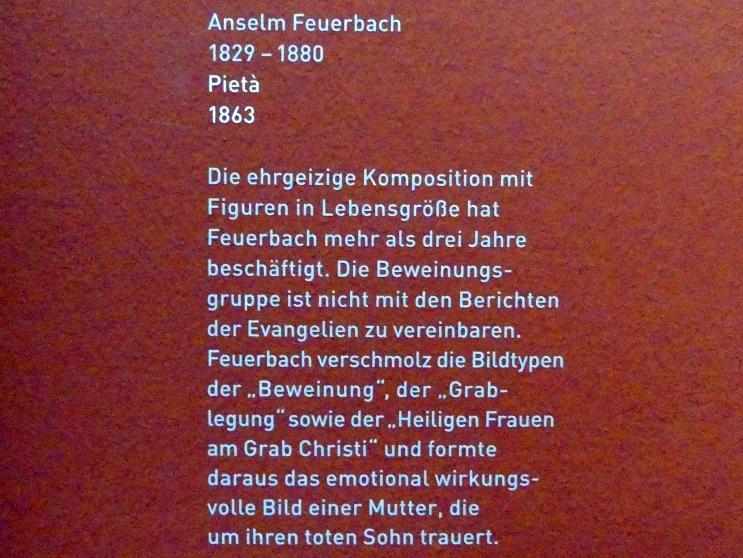 Anselm Feuerbach
1829 – 1880
Pietà
1863
Die ehrgeizige Komposition mit
Figuren in Lebensgröße hat
Feuerbach mehr als drei Jahre
beschäftigt. Die Beweinungs-
gruppe ist nicht mit den Berichten
der Evangelien zu vereinbaren.
Feuerbach verschmolz die Bildtypen
der „Beweinung“, der „Grab-
legung“ sowie der „Heiligen Frauen
am Grab Christi“ und formte
daraus das emotional wirkungs-
volle Bild einer Mutter, die
um ihren toten Sohn trauert.